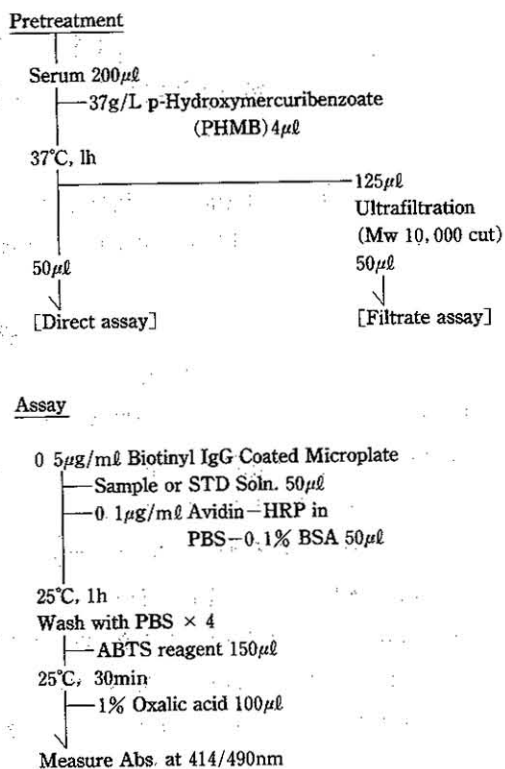 Pretreatment
Serum 200μℓ
37g/L p-Hydroxymercuribenzoate
(PHMB) 4μℓ
37℃, 1h
125μℓ
Ultrafiltration
(Mw 10,000 cut)
50μℓ
50μℓ
[Direct assay]
[Filtrate assay]
Assay
0 5μg/mℓ Biotinyl IgG Coated Microplate
Sample or STD Soln. 50μℓ
0.1μg/mℓ Avidin-HRP in
PBS-0.1% BSA 50μℓ
25℃, 1h
Wash with PBS × 4
ABTS reagent 150μℓ
25℃, 30min
1% Oxalic acid 100μℓ
Measure Abs. at 414/490nm